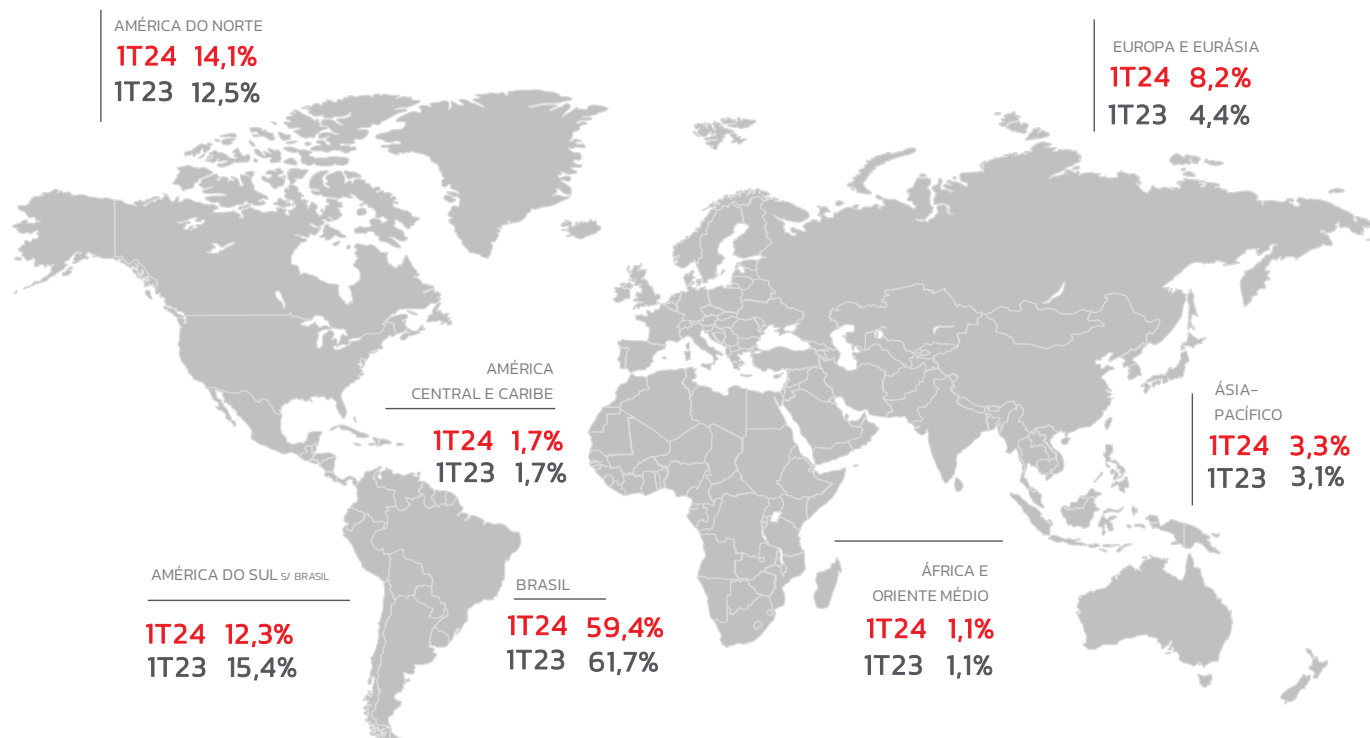 AMÉRICA DO NORTE
1T24 14,1%
1T23 12,5%
EUROPA E EURÁSIA
1T24 8,2%
1T23 4,4%
AMÉRICA
CENTRAL E CARIBE
1T24 1,7%
1T23 1,7%
ÁSIA-
PACÍFICO
1T24 3,3%
1T23 3,1%
AMÉRICA DO SUL S/ BRASIL
1T24 12,3%
1T23 15,4%
BRASIL
1T24 59,4%
1T23 61,7%
ÁFRICA E
ORIENTE MÉDIO
1T24 1,1%
1T23 1,1%